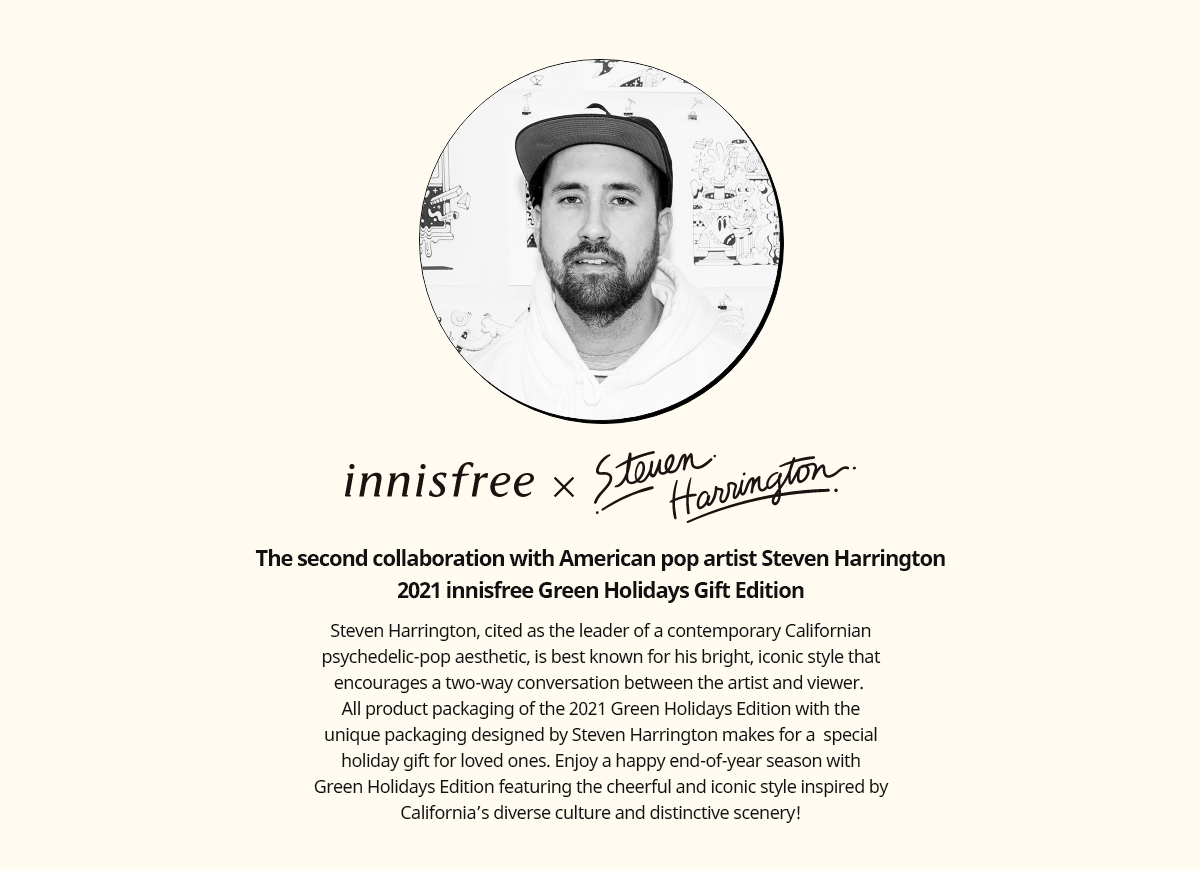 innisfree × Steven Harrington
The second collaboration with American pop artist Steven Harrington
2021 innisfree Green Holidays Gift Edition
Steven Harrington, cited as the leader of a contemporary Californian
psychedelic-pop aesthetic, is best known for his bright, iconic style that
encourages a two-way conversation between the artist and viewer.
All product packaging of the 2021 Green Holidays Edition with the
unique packaging designed by Steven Harrington makes for a  special
holiday gift for loved ones. Enjoy a happy end-of-year season with
Green Holidays Edition featuring the cheerful and iconic style inspired by
California’s diverse culture and distinctive scenery!